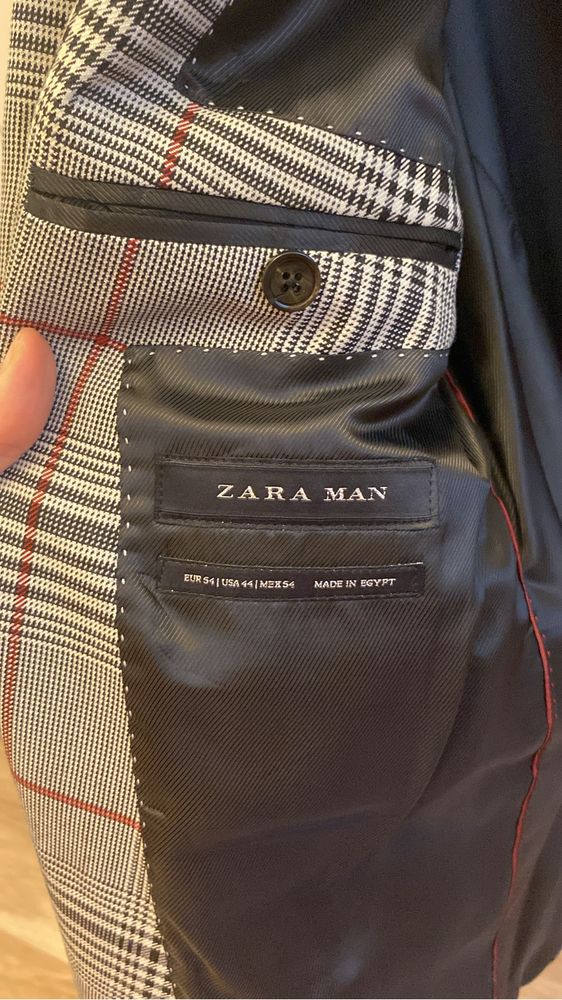 ZARA MAN
EUR 54 | USA 44 | MEX 54 MADE IN EGYPT